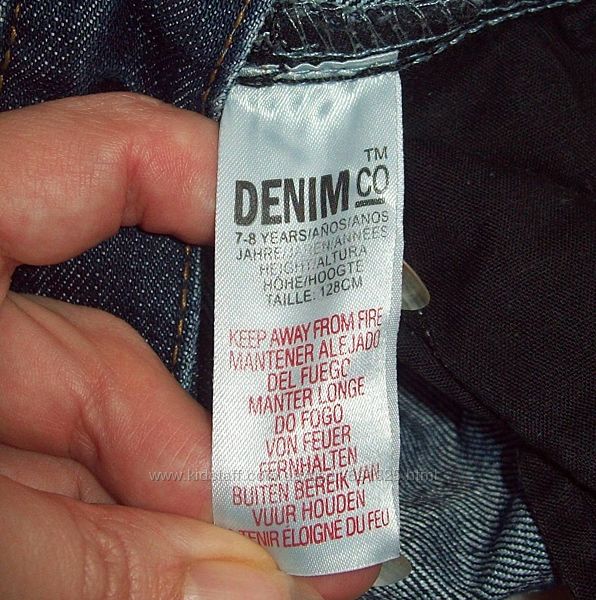 TM
DENIM CO
7-8 YEARS/AÑOS/ANOS
JAHRE/JAREN/ANNÉES
HEIGHT/ALTURA
HÖHE/HOOGTE
TAILLE: 128CM
KEEP AWAY FROM FIRE
MANTENER ALEJADO
DEL FUEGO
MANTER LONGE
DO FOGO
VON FEUER
FERNHALTEN
BUITEN BEREIK VAN
VUUR HOUDEN
TENIR ÉLOIGNE DU FEU